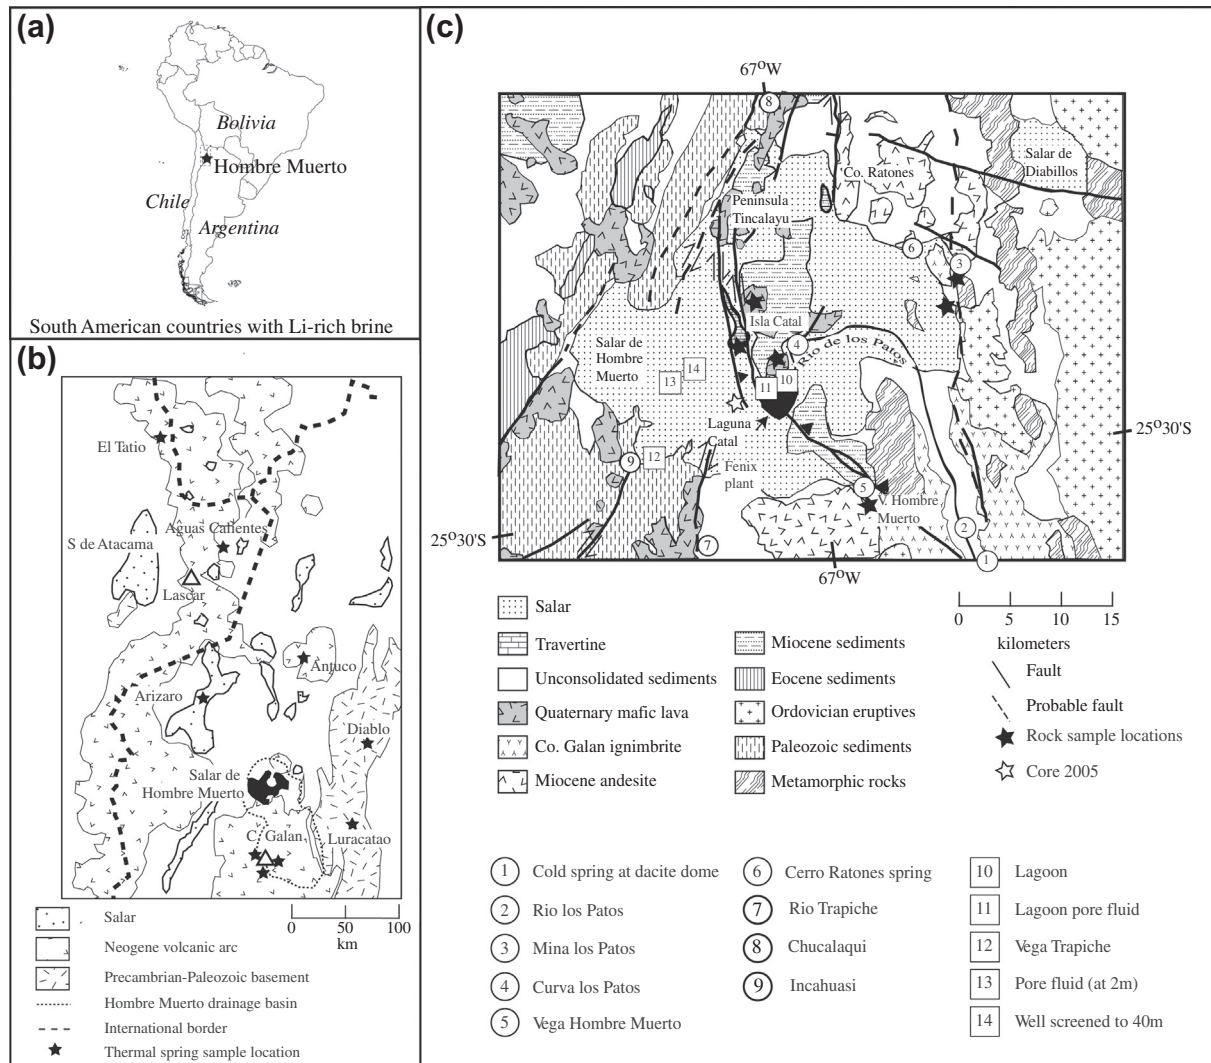 (a)
Bolivia
Hombre Muerto
Chile
Argentina
South American countries with Li-rich brine
(b)
El Tatio
Aguas Calientes
S de Atacama
Lascar
Antuco
Arizaro
Diablo
Salar de
Hombre Muerto
C. Galan
Luracatao
0 50 100
km
Salar
Neogene volcanic arc
Precambrian-Paleozoic basement
Hombre Muerto drainage basin
International border
Thermal spring sample location
(c)
67°W
8
Salar de
Diabillos
Co. Ratones
Peninsula
Tincalayu
6
3
Isla Catal
4
Rio de los Patos
Salar de
Hombre
Muerto
14
13
10
11
Laguna
Catal
25°30'S
12
9
Fenix
plant
5
V. Hombre
Muerto
2
25°30'S
7
1
67°W
Salar
Travertine
Unconsolidated sediments
Quaternary mafic lava
Co. Galan ignimbrite
Miocene andesite
Miocene sediments
Eocene sediments
Ordovician eruptives
Paleozoic sediments
Metamorphic rocks
0 5 10 15
kilometers
Fault
Probable fault
Rock sample locations
Core 2005
1 Cold spring at dacite dome
2 Rio los Patos
3 Mina los Patos
4 Curva los Patos
5 Vega Hombre Muerto
6 Cerro Ratones spring
7 Rio Trapiche
8 Chucalaqui
9 Incahuasi
10 Lagoon
11 Lagoon pore fluid
12 Vega Trapiche
13 Pore fluid (at 2m)
14 Well screened to 40m